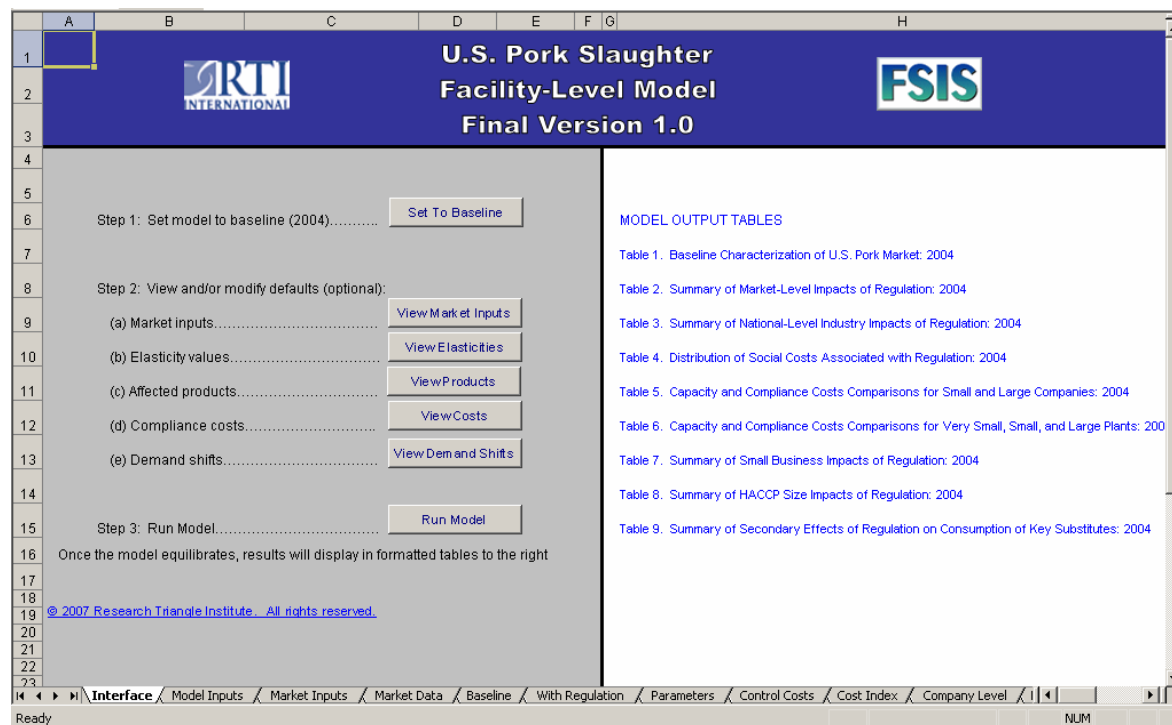 A B C D E F G H
1
2
3
4
5
6
7
8
9
10
11
12
13
14
15
16
17
18
19
20
21
22
23
RTI
INTERNATIONAL
U.S. Pork Slaughter
Facility-Level Model
Final Version 1.0
FSIS
Step 1: Set model to baseline (2004)........... Set To Baseline
Step 2: View and/or modify defaults (optional):
(a) Market inputs...................................... View Market Inputs
(b) Elasticity values................................... View Elasticities
(c) Affected products................................. View Products
(d) Compliance costs............................... View Costs
(e) Demand shifts.................................... View Demand Shifts
Step 3: Run Model...................................... Run Model
Once the model equilibrates, results will display in formatted tables to the right
© 2007 Research Triangle Institute. All rights reserved.
MODEL OUTPUT TABLES
Table 1. Baseline Characterization of U.S. Pork Market: 2004
Table 2. Summary of Market-Level Impacts of Regulation: 2004
Table 3. Summary of National-Level Industry Impacts of Regulation: 2004
Table 4. Distribution of Social Costs Associated with Regulation: 2004
Table 5. Capacity and Compliance Costs Comparisons for Small and Large Companies: 2004
Table 6. Capacity and Compliance Costs Comparisons for Very Small, Small, and Large Plants: 200
Table 7. Summary of Small Business Impacts of Regulation: 2004
Table 8. Summary of HACCP Size Impacts of Regulation: 2004
Table 9. Summary of Secondary Effects of Regulation on Consumption of Key Substitutes: 2004
Interface / Model Inputs / Market Inputs / Market Data / Baseline / With Regulation / Parameters / Control Costs / Cost Index / Company Level /
Ready NUM